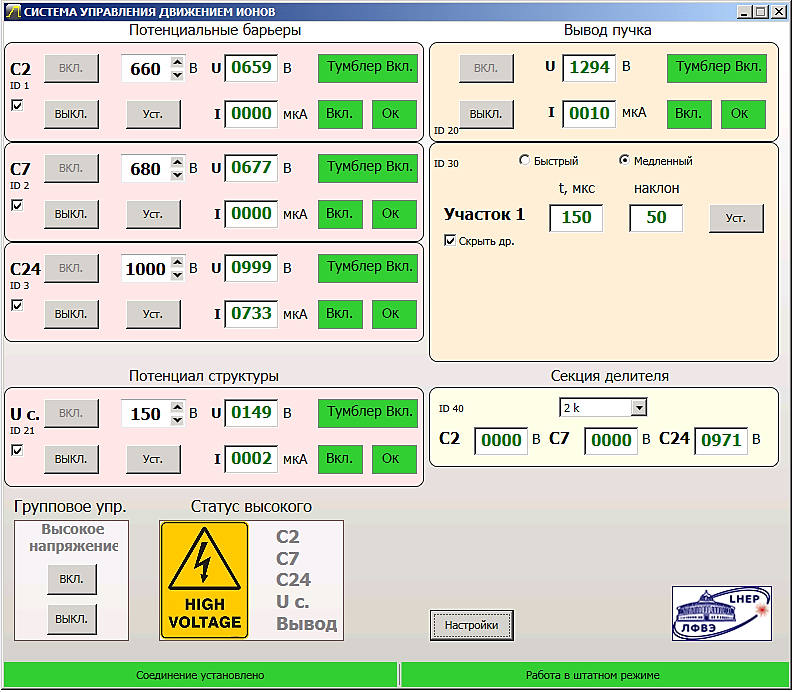 СИСТЕМА УПРАВЛЕНИЯ ДВИЖЕНИЕМ ИОНОВ
Потенциальные барьеры
C2
ID 1
ВКЛ.
660
В
U
0659
В
Тумблер Вкл.
ВЫКЛ.
Уст.
I
0000
мкА
Вкл.
Ок
C7
ID 2
ВКЛ.
680
В
U
0677
В
Тумблер Вкл.
ВЫКЛ.
Уст.
I
0000
мкА
Вкл.
Ок
C24
ID 3
ВКЛ.
1000
В
U
0999
В
Тумблер Вкл.
ВЫКЛ.
Уст.
I
0733
мкА
Вкл.
Ок
Потенциал структуры
U с.
ID 21
ВКЛ.
150
В
U
0149
В
Тумблер Вкл.
ВЫКЛ.
Уст.
I
0002
мкА
Вкл.
Ок
Вывод пучка
ВКЛ.
U
1294
В
Тумблер Вкл.
ID 20
ВЫКЛ.
I
0010
мкА
Вкл.
Ок
ID 30
Быстрый
Медленный
t, мкс
наклон
Участок 1
150
50
Уст.
Скрыть др.
Секция делителя
ID 40
2 k
C2
0000
В
C7
0000
В
C24
0971
В
Групповое упр.
Высокое
напряжение
ВКЛ.
ВЫКЛ.
Статус высокого
HIGH
VOLTAGE
C2
C7
C24
U с.
Вывод
Настройки
LHEP
ЛФВЭ
Соединение установлено
Работа в штатном режиме